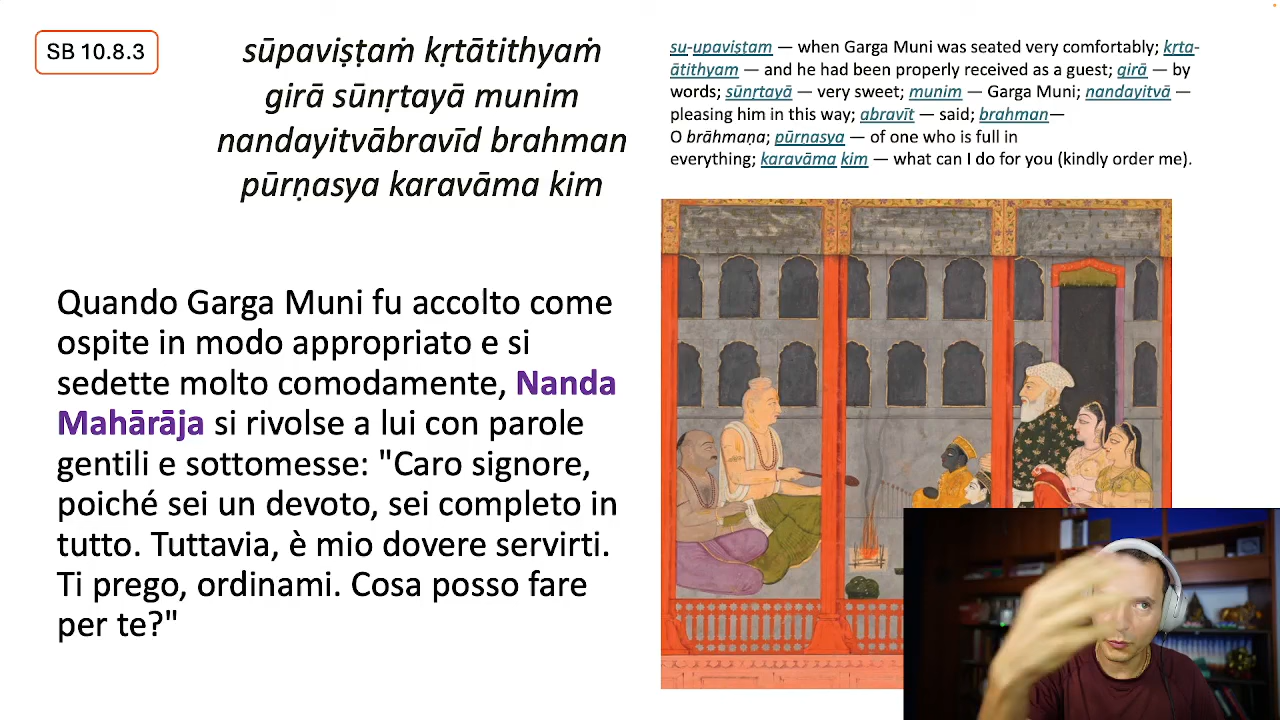 SB 10.8.3
sūpaviṣṭaṁ kṛtātithyaṁ
girā sūnṛtayā munim
nandayitvābravīd brahman
pūrṇasya karavāma kim
su-upaviṣṭam — when Garga Muni was seated very comfortably; kṛta-
ātithyam — and he had been properly received as a guest; girā — by
words; sūnṛtayā — very sweet; munim — Garga Muni; nandayitvā —
pleasing him in this way; abravīt — said; brahman—
O brāhmaṇa; pūrṇasya — of one who is full in
everything; karavāma kim — what can I do for you (kindly order me).
Quando Garga Muni fu accolto come
ospite in modo appropriato e si
sedette molto comodamente, Nanda
Mahārāja si rivolse a lui con parole
gentili e sottomesse: "Caro signore,
poiché sei un devoto, sei completo in
tutto. Tuttavia, è mio dovere servirti.
Ti prego, ordinami. Cosa posso fare
per te?"